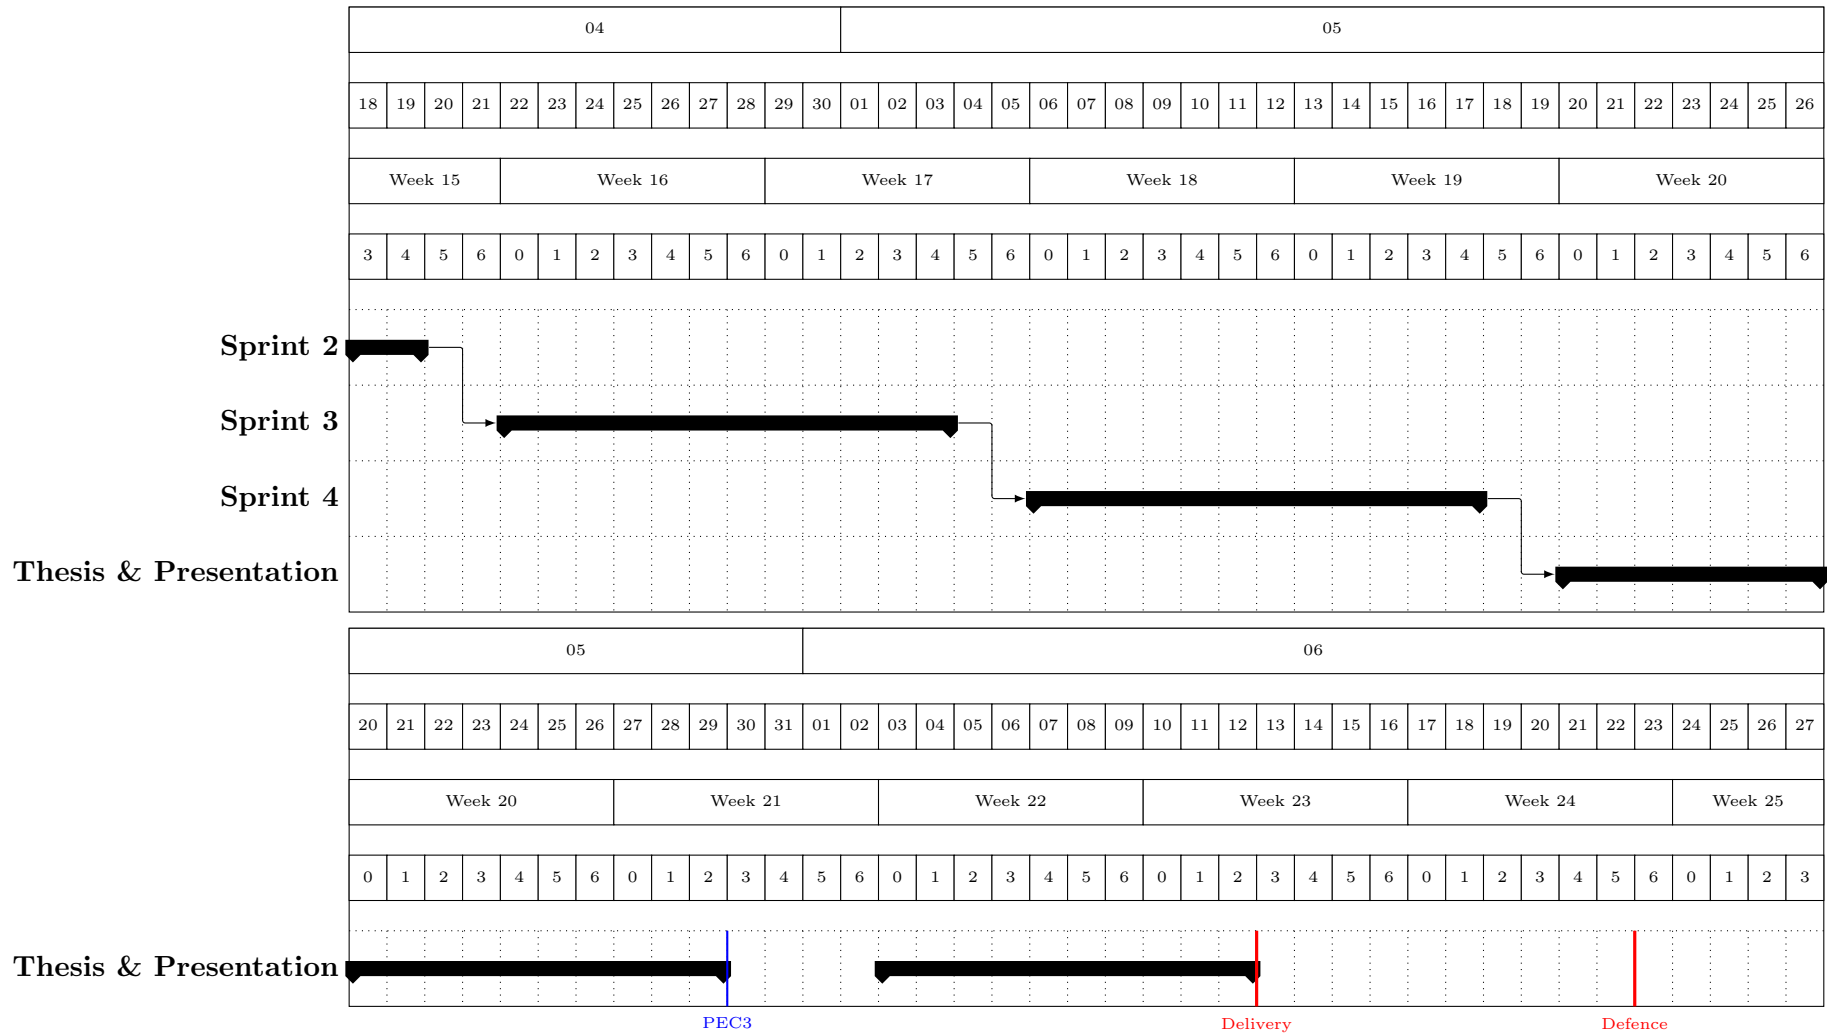 04 05
18 19 20 21 22 23 24 25 26 27 28 29 30 01 02 03 04 05 06 07 08 09 10 11 12 13 14 15 16 17 18 19 20 21 22 23 24 25 26
Week 15 Week 16 Week 17 Week 18 Week 19 Week 20
3 4 5 6 0 1 2 3 4 5 6 0 1 2 3 4 5 6 0 1 2 3 4 5 6 0 1 2 3 4 5 6 0 1 2 3 4 5 6
Sprint 2
Sprint 3
Sprint 4
Thesis & Presentation
05 06
20 21 22 23 24 25 26 27 28 29 30 31 01 02 03 04 05 06 07 08 09 10 11 12 13 14 15 16 17 18 19 20 21 22 23 24 25 26 27
Week 20 Week 21 Week 22 Week 23 Week 24 Week 25
0 1 2 3 4 5 6 0 1 2 3 4 5 6 0 1 2 3 4 5 6 0 1 2 3 4 5 6 0 1 2 3 4 5 6 0 1 2 3
Thesis & Presentation
PEC3 Delivery Defence